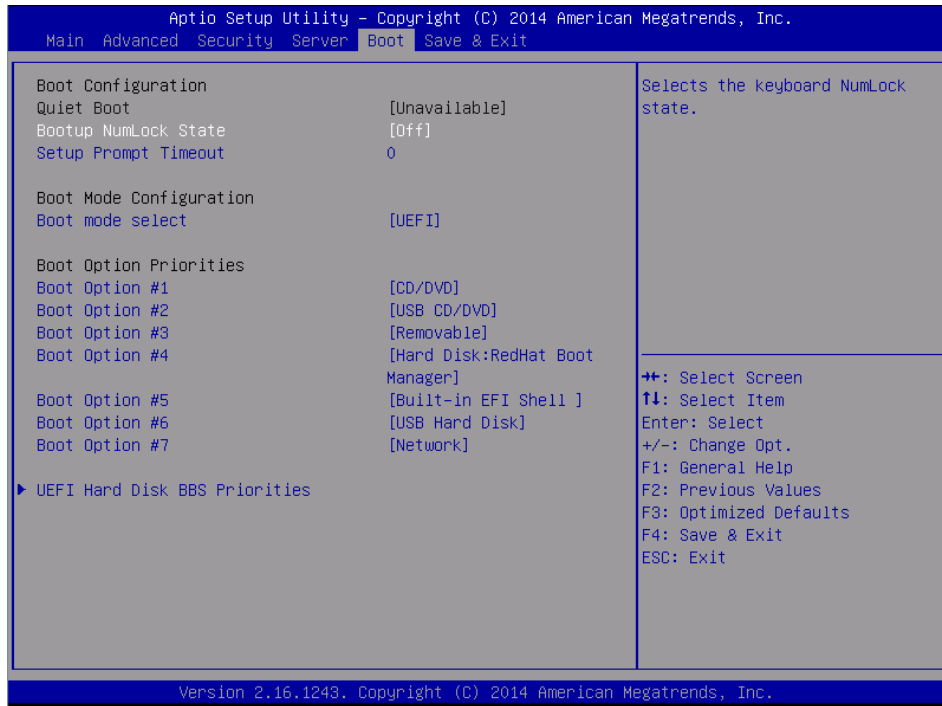 Aptio Setup Utility – Copyright (C) 2014 American Megatrends, Inc.
Main Advanced Security Server Boot Save & Exit
Boot Configuration
Quiet Boot [Unavailable]
Bootup NumLock State [Off]
Setup Prompt Timeout 0
Boot Mode Configuration
Boot mode select [UEFI]
Boot Option Priorities
Boot Option #1 [CD/DVD]
Boot Option #2 [USB CD/DVD]
Boot Option #3 [Removable]
Boot Option #4 [Hard Disk:RedHat Boot
Manager]
Boot Option #5 [Built-in EFI Shell ]
Boot Option #6 [USB Hard Disk]
Boot Option #7 [Network]
UEFI Hard Disk BBS Priorities
Selects the keyboard NumLock
state.
→←: Select Screen
↑↓: Select Item
Enter: Select
+/-: Change Opt.
F1: General Help
F2: Previous Values
F3: Optimized Defaults
F4: Save & Exit
ESC: Exit
Version 2.16.1243. Copyright (C) 2014 American Megatrends, Inc.